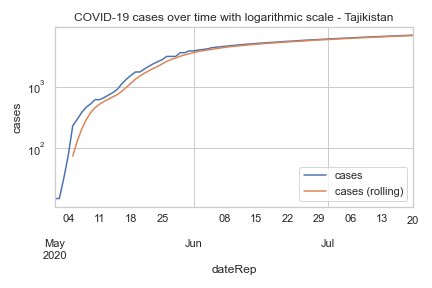 COVID-19 cases over time with logarithmic scale - Tajikistan
cases
10³
10²
cases
cases (rolling)
04 11 18 25 08 15 22 29 06 13 20
May Jun Jul
2020
dateRep